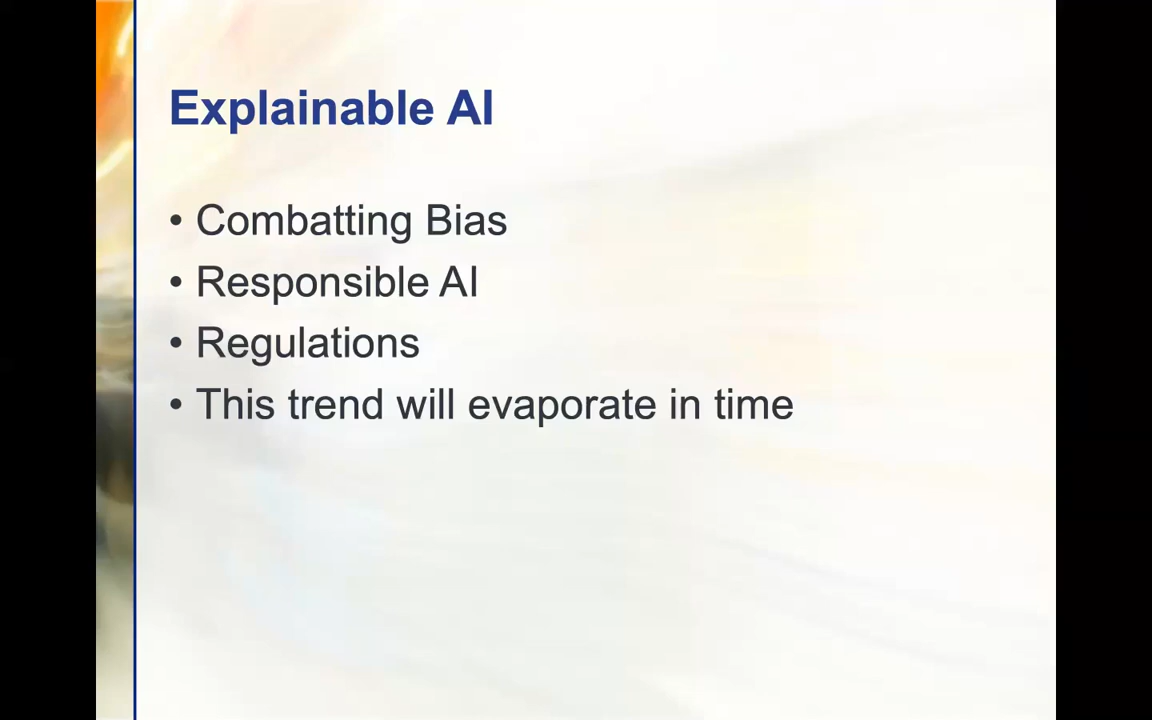 Explainable AI
• Combatting Bias
• Responsible AI
• Regulations
• This trend will evaporate in time